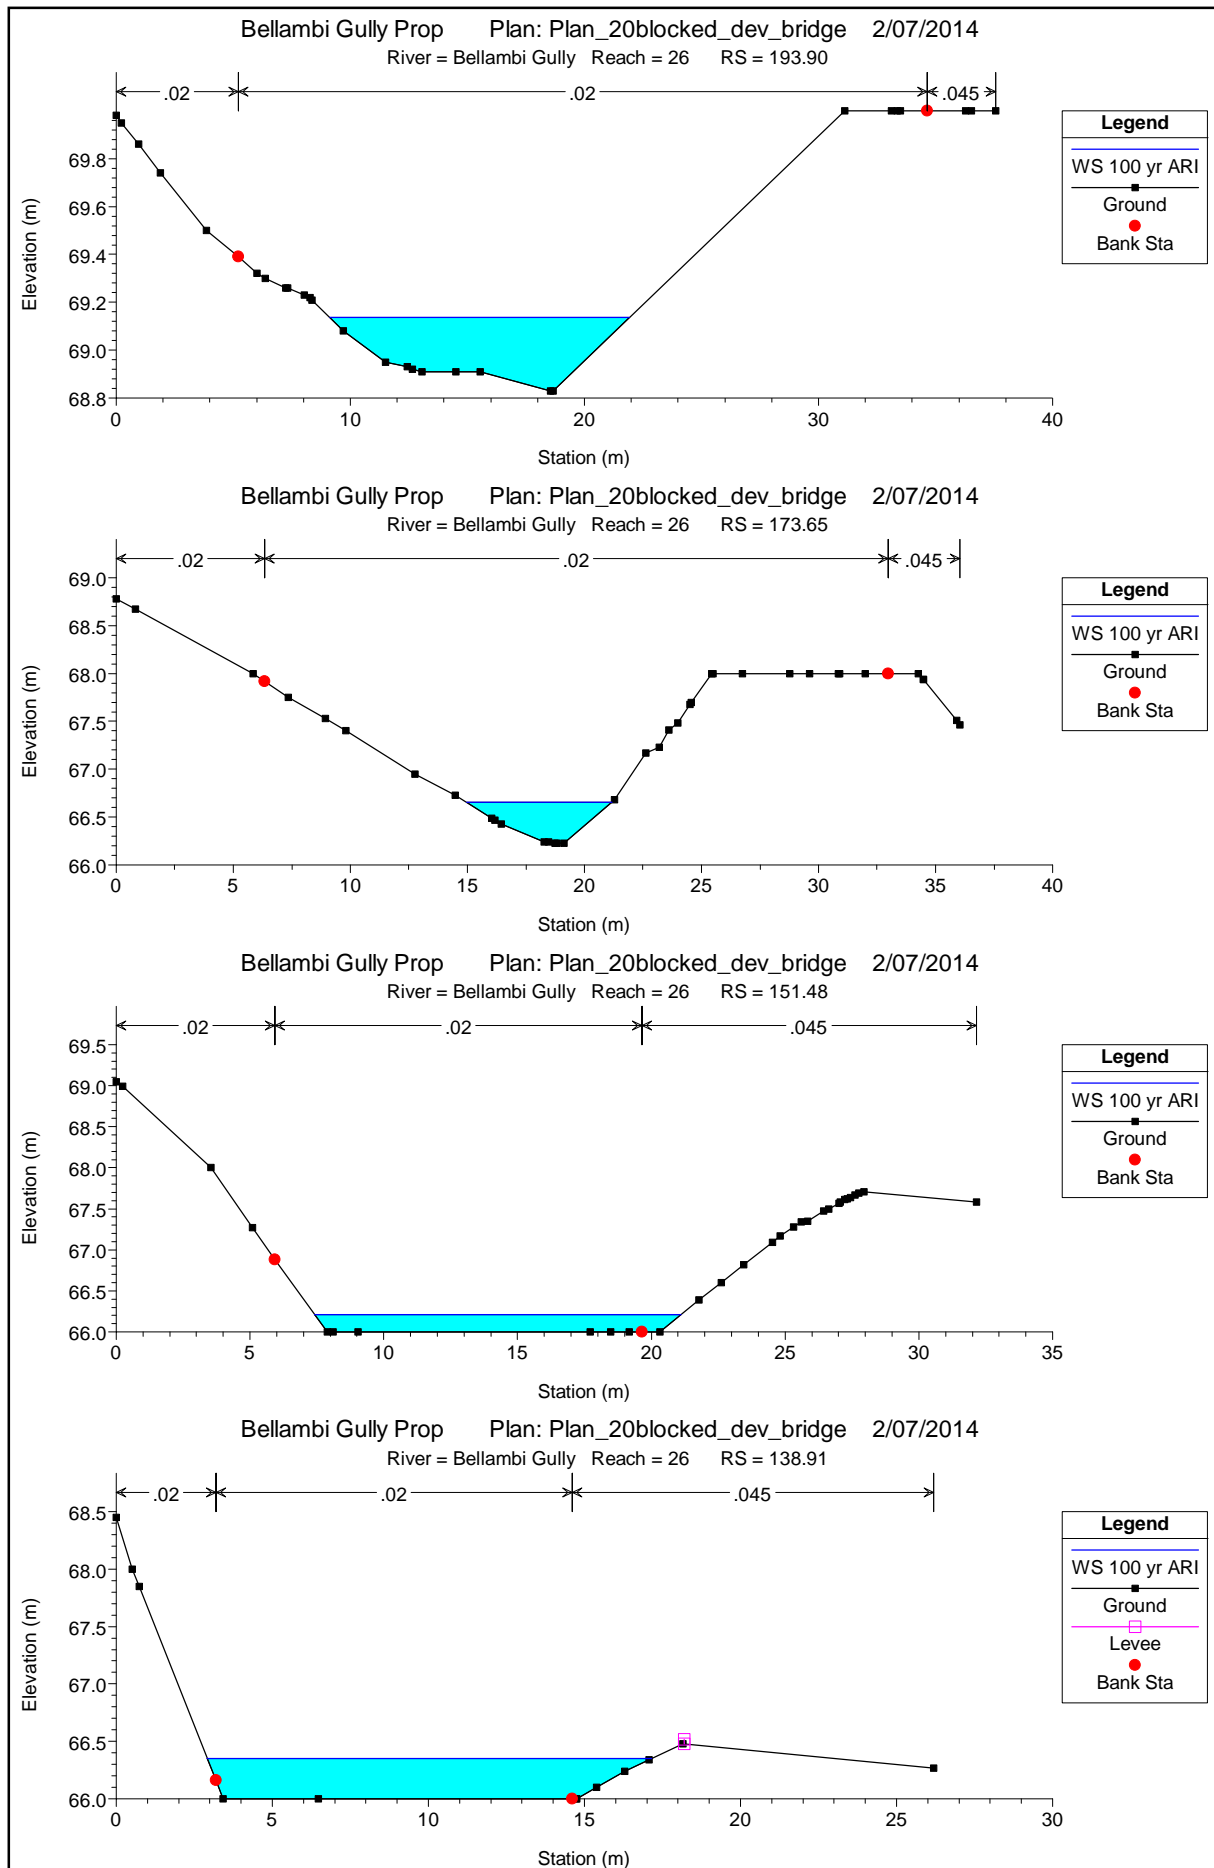 Bellambi Gully Prop Plan: Plan_20blocked_dev_bridge 2/07/2014
River = Bellambi Gully Reach = 26 RS = 193.90
.02 .02 .045
Elevation (m)
69.8
69.6
69.4
69.2
69.0
68.8
0 10 20 30 40
Station (m)
Legend
WS 100 yr ARI
Ground
Bank Sta
Bellambi Gully Prop Plan: Plan_20blocked_dev_bridge 2/07/2014
River = Bellambi Gully Reach = 26 RS = 173.65
.02 .02 .045
Elevation (m)
69.0
68.5
68.0
67.5
67.0
66.5
66.0
0 5 10 15 20 25 30 35 40
Station (m)
Legend
WS 100 yr ARI
Ground
Bank Sta
Bellambi Gully Prop Plan: Plan_20blocked_dev_bridge 2/07/2014
River = Bellambi Gully Reach = 26 RS = 151.48
.02 .02 .045
Elevation (m)
69.5
69.0
68.5
68.0
67.5
67.0
66.5
66.0
0 5 10 15 20 25 30 35
Station (m)
Legend
WS 100 yr ARI
Ground
Bank Sta
Bellambi Gully Prop Plan: Plan_20blocked_dev_bridge 2/07/2014
River = Bellambi Gully Reach = 26 RS = 138.91
.02 .02 .045
Elevation (m)
68.5
68.0
67.5
67.0
66.5
66.0
0 5 10 15 20 25 30
Station (m)
Legend
WS 100 yr ARI
Ground
Levee
Bank Sta